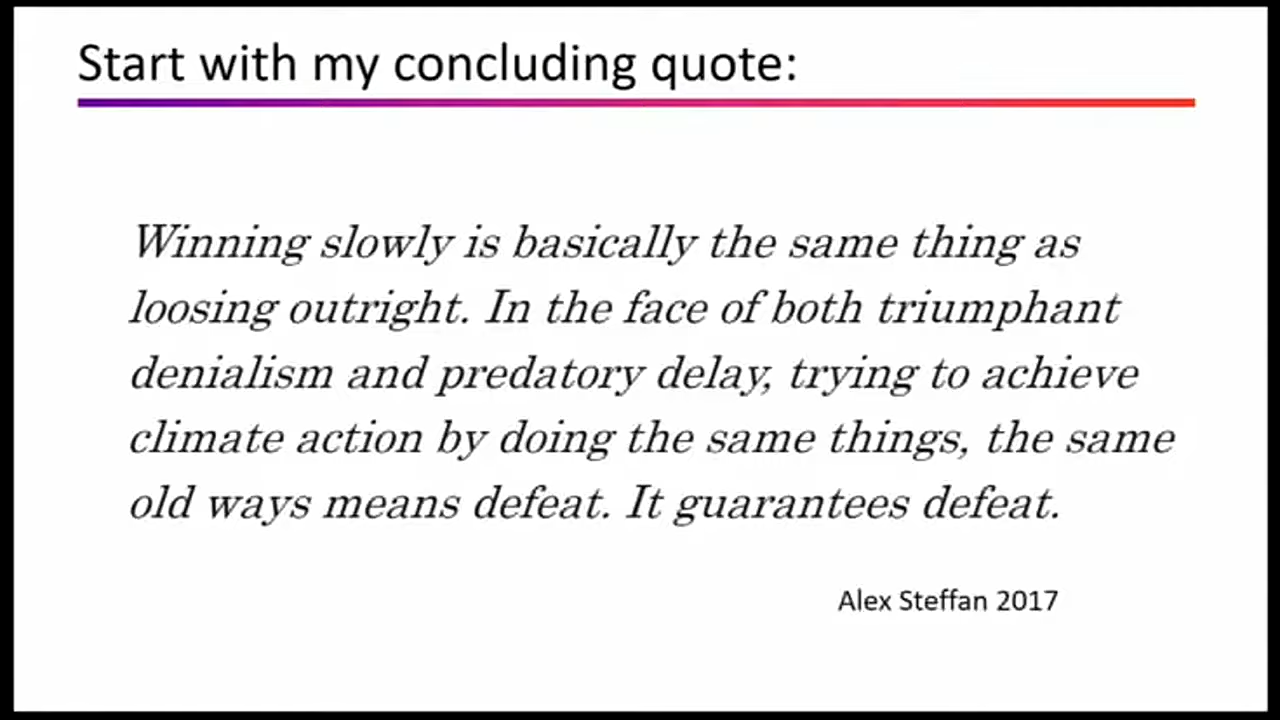 Start with my concluding quote:
Winning slowly is basically the same thing as
loosing outright. In the face of both triumphant
denialism and predatory delay, trying to achieve
climate action by doing the same things, the same
old ways means defeat. It guarantees defeat.
Alex Steffan 2017